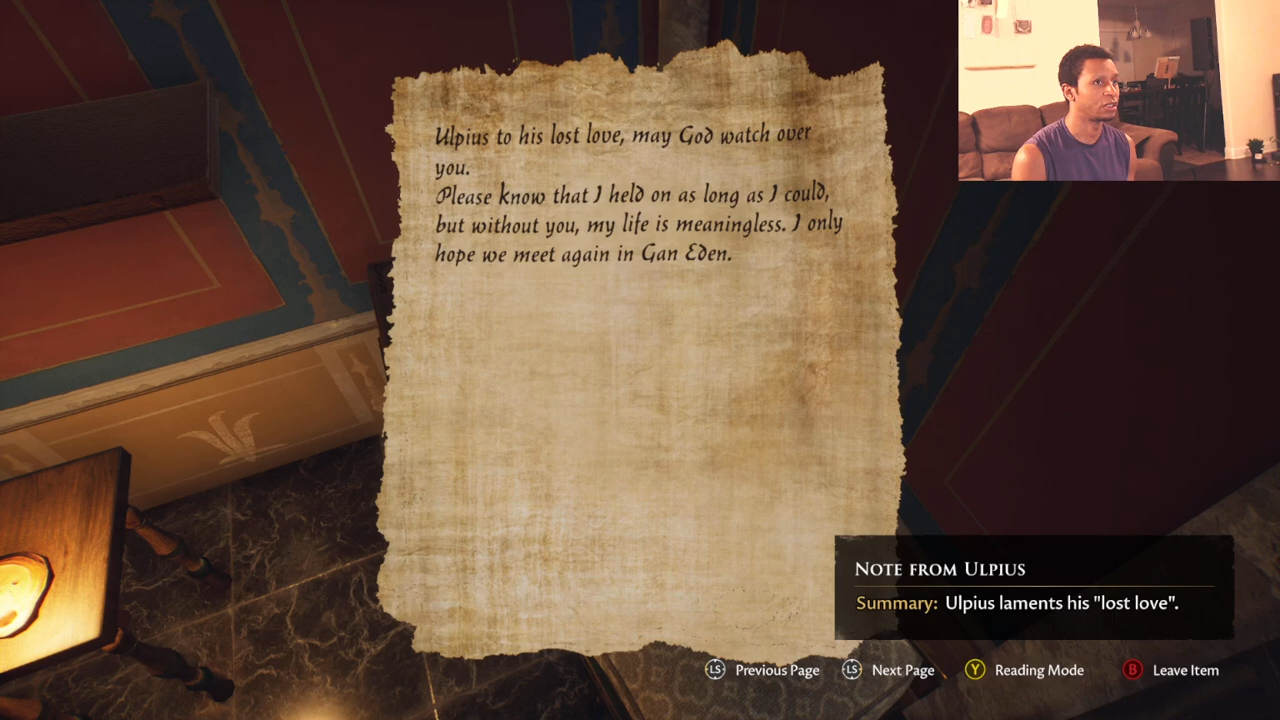 Ulpius to his lost love, may God watch over
you.
Please know that I held on as long as I could,
but without you, my life is meaningless. I only
hope we meet again in Gan Eden.
Note from Ulpius
Summary: Ulpius laments his "lost love".
LS Previous Page LS Next Page Y Reading Mode B Leave Item